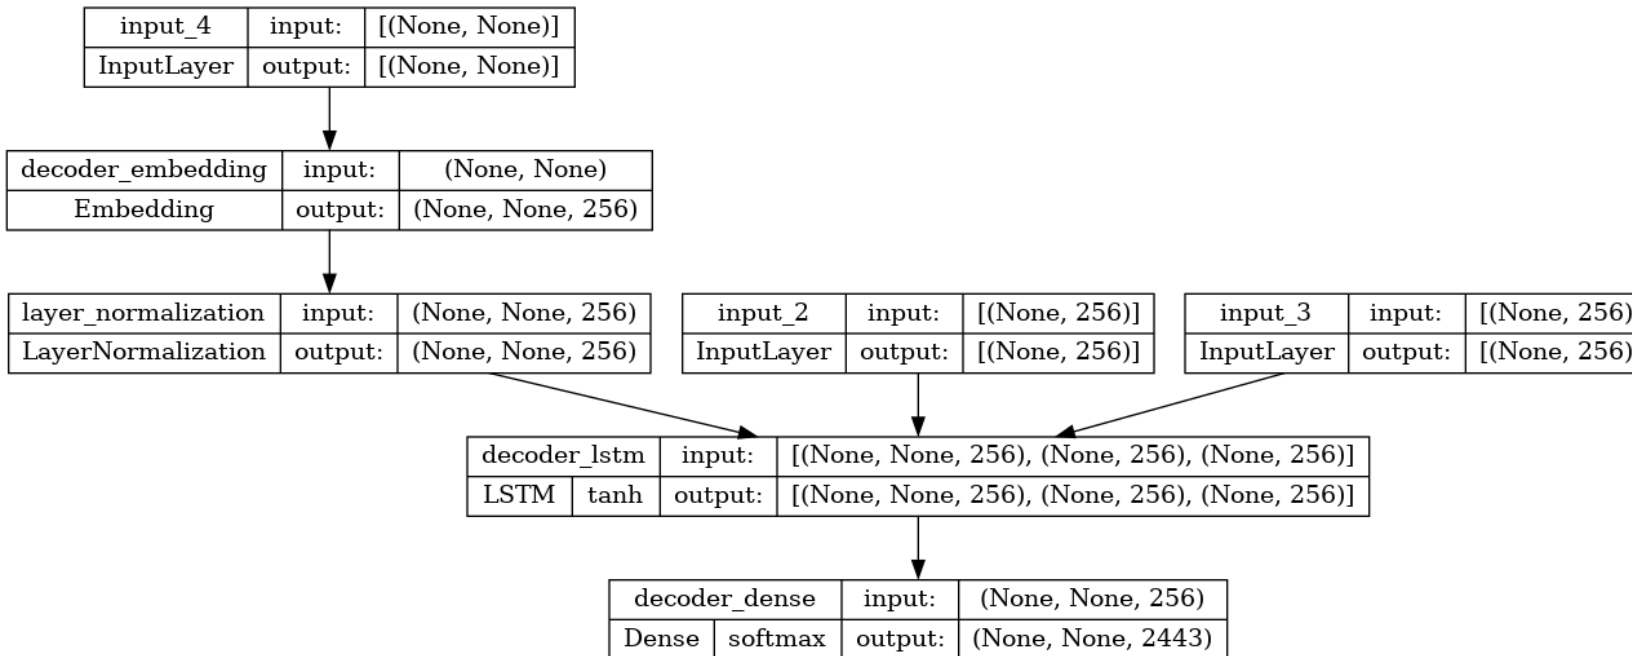 input_4 input: [(None, None)]
InputLayer output: [(None, None)]
decoder_embedding input: (None, None)
Embedding output: (None, None, 256)
layer_normalization input: (None, None, 256)
LayerNormalization output: (None, None, 256)
input_2 input: [(None, 256)]
InputLayer output: [(None, 256)]
input_3 input: [(None, 256)
InputLayer output: [(None, 256)
decoder_lstm input: [(None, None, 256), (None, 256), (None, 256)]
LSTM tanh output: [(None, None, 256), (None, 256), (None, 256)]
decoder_dense input: (None, None, 256)
Dense softmax output: (None, None, 2443)